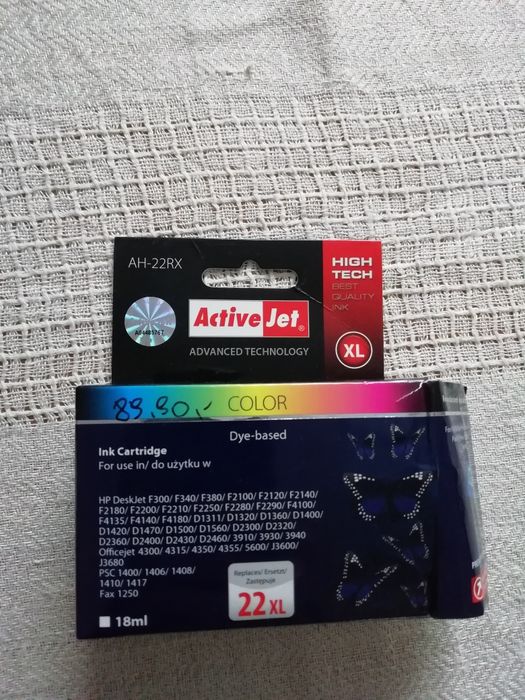 AH-22RX
HIGH
TECH
BEST
QUALITY
INK
ActiveJet®
ADVANCED TECHNOLOGY
XL
89,90,-
COLOR
Dye-based
Ink Cartridge
For use in/ do użytku w
HP DeskJet F300/ F340/ F380/ F2100/ F2120/ F2140/
F2180/ F2200/ F2210/ F2250/ F2280/ F2290/ F4100/
F4135/ F4140/ F4180/ D1311/ D1320/ D1360/ D1400/
D1420/ D1470/ D1500/ D1560/ D2300/ D2320/
D2360/ D2400/ D2430/ D2460/ 3910/ 3930/ 3940
Officejet 4300/ 4315/ 4350/ 4355/ 5600/ J3600/
J3680
PSC 1400/ 1406/ 1408/
1410/ 1417
Fax 1250
Replaces/ Ersetzt/
Zastępuje
22 XL
18ml